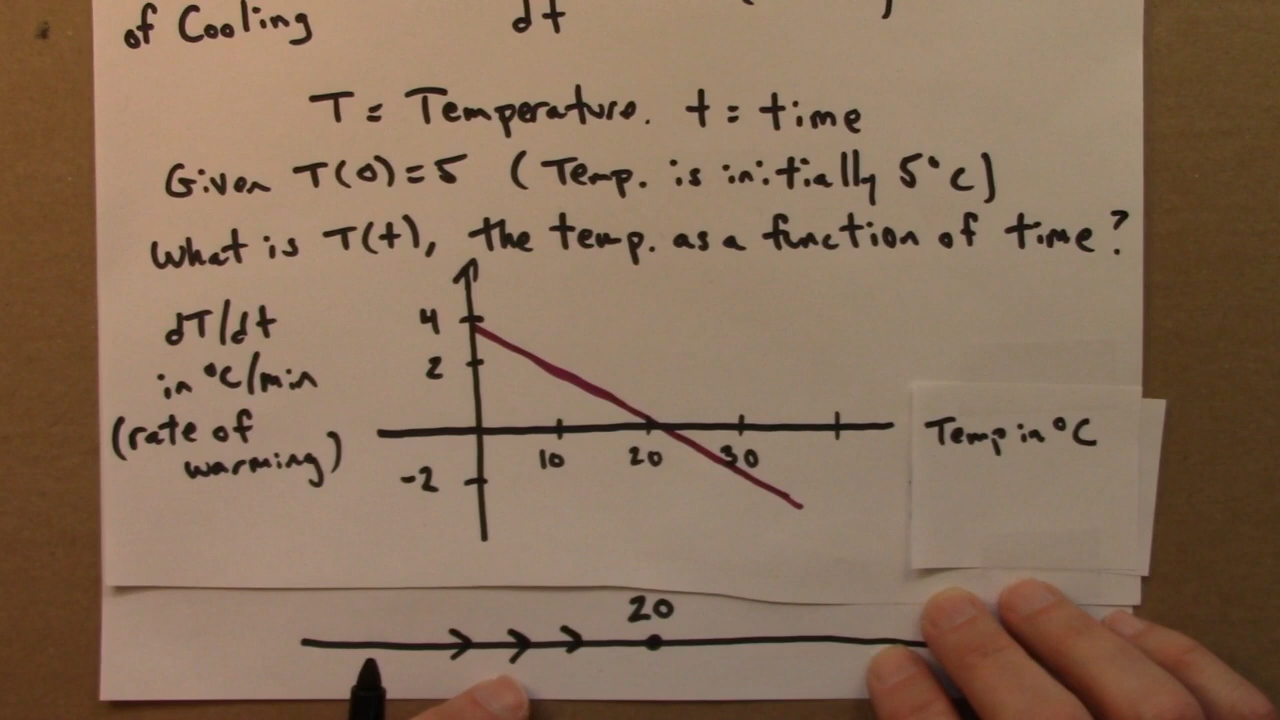 of Cooling dt
T = Temperature. t = time
Given T(0)=5 (Temp. is initially 5°C)
What is T(t), the temp. as a function of time?
dT/dt
in °C/min
(rate of
warming)
4
2
-2
10 20 30
Temp in °C
20